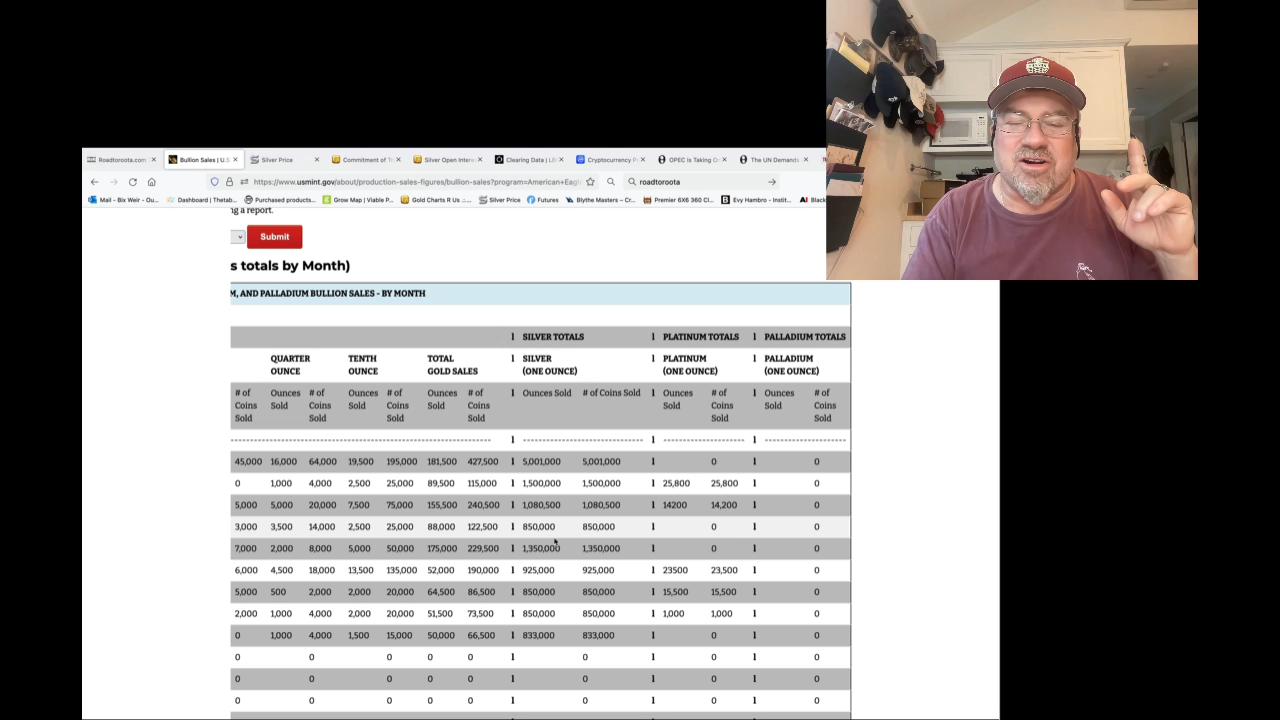 Roadtoroota.com
Bullion Sales | U.S
Silver Price
Commitment of Tr
Silver Open Intere
Clearing Data | L
Cryptocurrency P
OPEC is Taking O
The UN Demands
https://www.usmint.gov/about/production-sales-figures/bullion-sales?program=American+Eagl
roadtoroota
Mail - Bix Weir - Ou...
Dashboard | Thetab...
Purchased products...
Grow Map | Viable P...
Gold Charts R Us :....
Silver Price
Futures
Blythe Masters – Cr...
Premier 6X6 360 Cl...
Evy Hambro - Instit...
Black
ng a report.
Submit
s totals by Month)
M, AND PALLADIUM BULLION SALES - BY MONTH
l SILVER TOTALS l PLATINUM TOTALS l PALLADIUM TOTALS
QUARTER OUNCE TENTH OUNCE TOTAL GOLD SALES l SILVER (ONE OUNCE) l PLATINUM (ONE OUNCE) l PALLADIUM (ONE OUNCE)
# of Coins Sold Ounces Sold # of Coins Sold Ounces Sold # of Coins Sold Ounces Sold # of Coins Sold l Ounces Sold # of Coins Sold l Ounces Sold # of Coins Sold l Ounces Sold # of Coins Sold
45,000 16,000 64,000 19,500 195,000 181,500 427,500 l 5,001,000 5,001,000 l 0 l 0
0 1,000 4,000 2,500 25,000 89,500 115,000 l 1,500,000 1,500,000 l 25,800 25,800 l 0
5,000 5,000 20,000 7,500 75,000 155,500 240,500 l 1,080,500 1,080,500 l 14200 14,200 l 0
3,000 3,500 14,000 2,500 25,000 88,000 122,500 l 850,000 850,000 l 0 l 0
7,000 2,000 8,000 5,000 50,000 175,000 229,500 l 1,350,000 1,350,000 l 0 l 0
6,000 4,500 18,000 13,500 135,000 52,000 190,000 l 925,000 925,000 l 23500 23,500 l 0
5,000 500 2,000 2,000 20,000 64,500 86,500 l 850,000 850,000 l 15,500 15,500 l 0
2,000 1,000 4,000 2,000 20,000 51,500 73,500 l 850,000 850,000 l 1,000 1,000 l 0
0 1,000 4,000 1,500 15,000 50,000 66,500 l 833,000 833,000 l 0 l 0
0 0 0 0 0 l 0 l 0 l 0
0 0 0 0 0 l 0 l 0 l 0
0 0 0 0 0 l 0 l 0 l 0